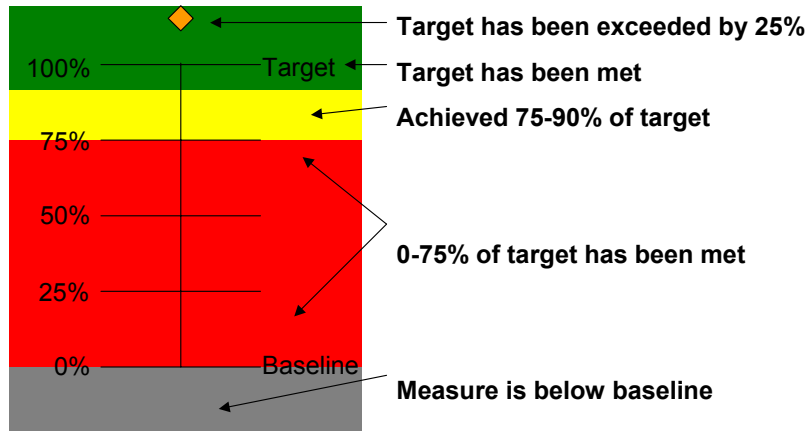 Target has been exceeded by 25%
100% Target Target has been met
Achieved 75-90% of target
75%
50%
0-75% of target has been met
25%
0% Baseline
Measure is below baseline